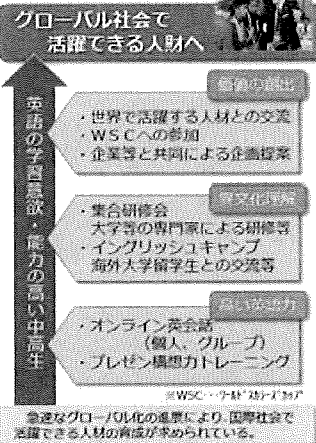 グローバル社会で
活躍できる人財へ
価値の創出
・世界で活躍する人材との交流
・WSCへの参加
・企業等と共同による企画提案
異文化理解
・集合研修会
大学等の専門家による研修等
・イングリッシュキャンプ
海外大学留学生との交流等
高い英語力
・オンライン英会話
(個人、グループ)
・プレゼン構想力トレーニング
英語の学習意欲・能力の高い中高生
※WSC・・ワールドスカラーズカップ
急速なグローバル化の進展により、国際社会で
活躍できる人材の育成が求められている。